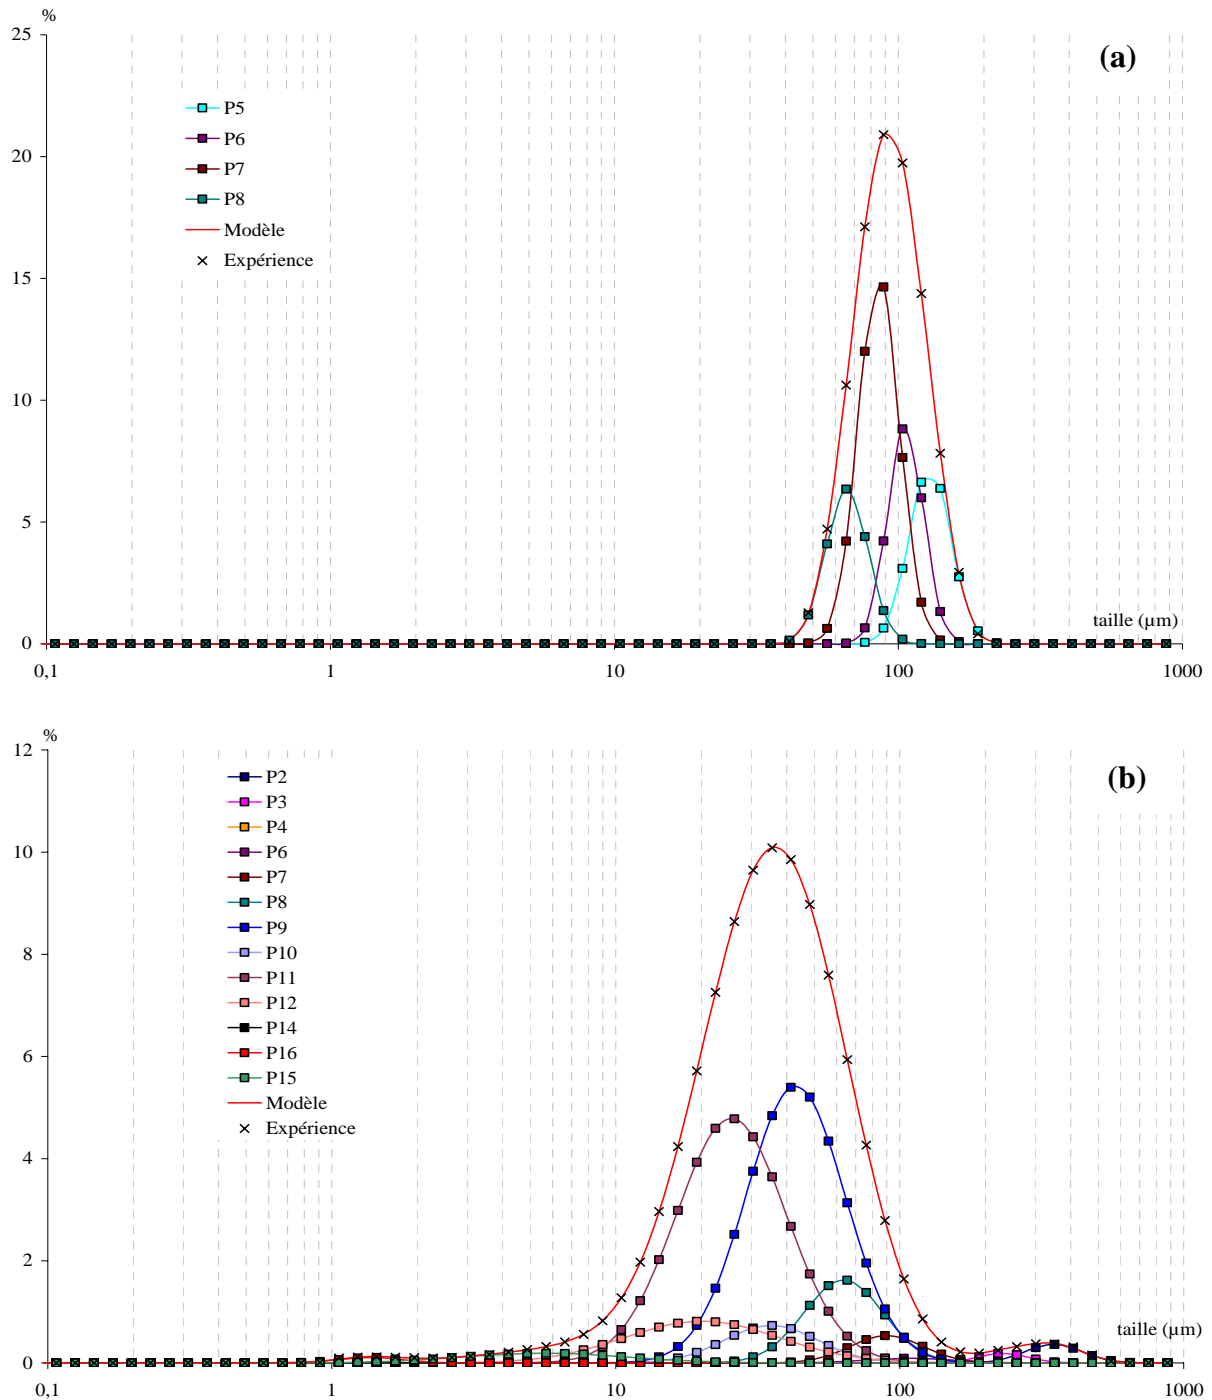 %
(a)
25
20
15
10
5
0
P5
P6
P7
P8
Modèle
Expérience
taille (µm)
0,1
1
10
100
1000
%
(b)
12
10
8
6
4
2
0
P2
P3
P4
P6
P7
P8
P9
P10
P11
P12
P14
P16
P15
Modèle
Expérience
taille (µm)
0,1
1
10
100
1000